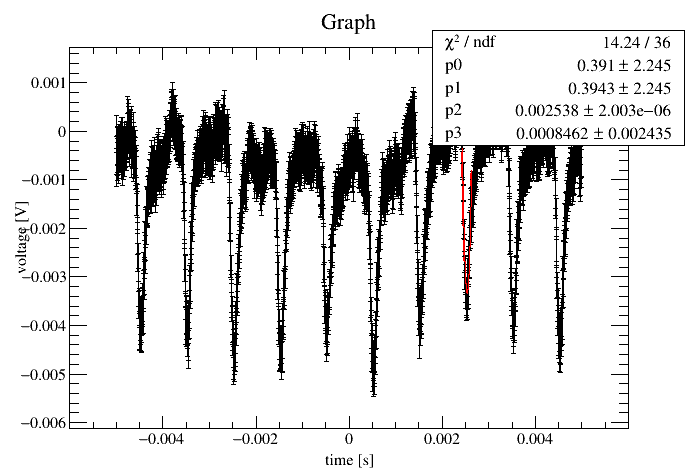 Graph
χ² / ndf 14.24 / 36
p0 0.391 ± 2.245
p1 0.3943 ± 2.245
p2 0.002538 ± 2.003e−06
p3 0.0008462 ± 0.002435
voltage [V]
0.001
0
−0.001
−0.002
−0.003
−0.004
−0.005
−0.006
−0.004 −0.002 0 0.002 0.004
time [s]